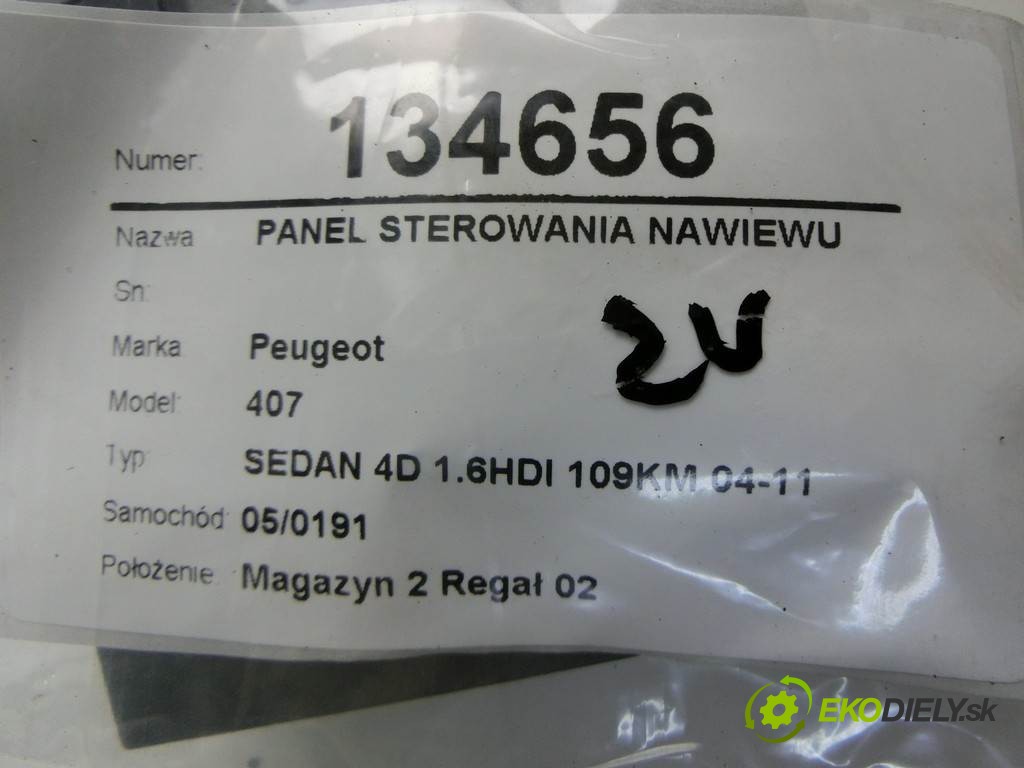 Numer: 134656
Nazwa PANEL STEROWANIA NAWIEWU
Sn:
Marka Peugeot
Model: 407
Typ: SEDAN 4D 1.6HDI 109KM 04-11
Samochód: 05/0191
Położenie: Magazyn 2 Regał 02
EKODIELY.sk